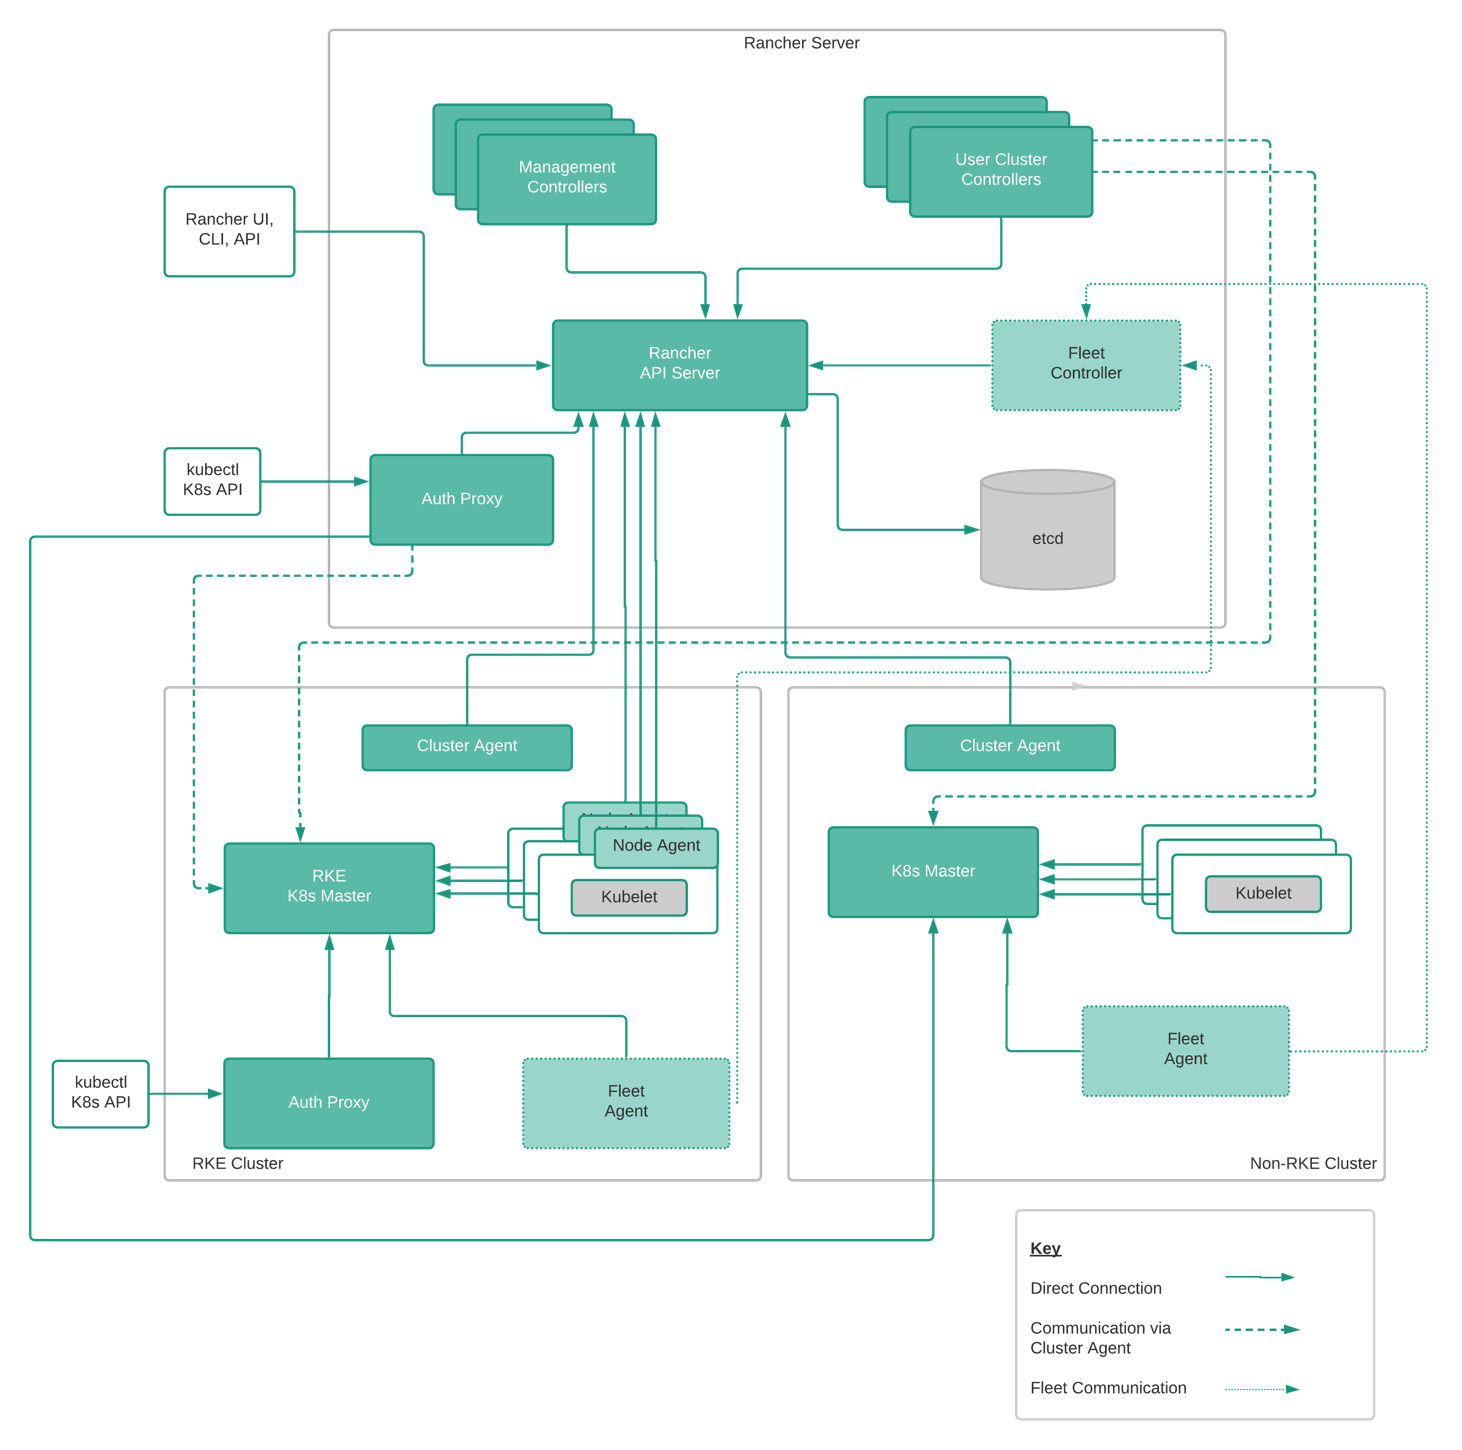 Rancher Server
Management
Controllers
User Cluster
Controllers
Rancher UI,
CLI, API
Rancher
API Server
Fleet
Controller
kubectl
K8s API
Auth Proxy
etcd
Cluster Agent
Cluster Agent
Node Agent
Kubelet
RKE
K8s Master
K8s Master
Kubelet
Fleet
Agent
kubectl
K8s API
Auth Proxy
Fleet
Agent
RKE Cluster
Non-RKE Cluster
Key
Direct Connection
Communication via
Cluster Agent
Fleet Communication